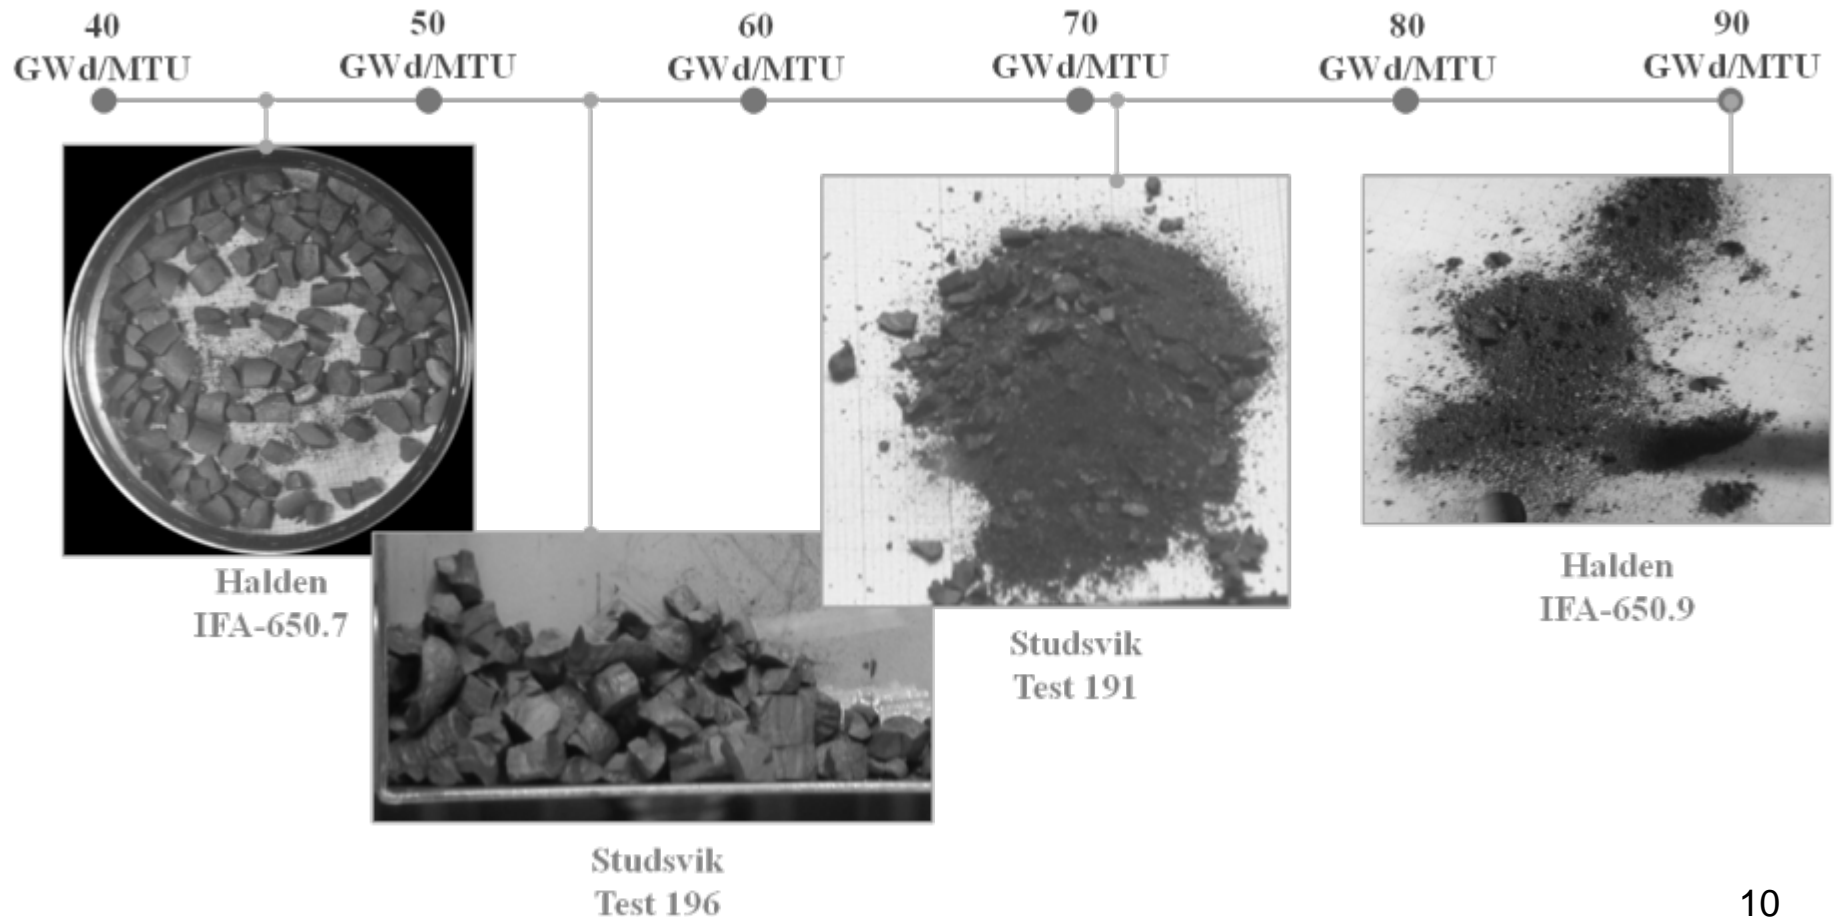 40
GWd/MTU
50
GWd/MTU
60
GWd/MTU
70
GWd/MTU
80
GWd/MTU
90
GWd/MTU
Halden
IFA-650.7
Studsvik
Test 196
Studsvik
Test 191
Halden
IFA-650.9
10